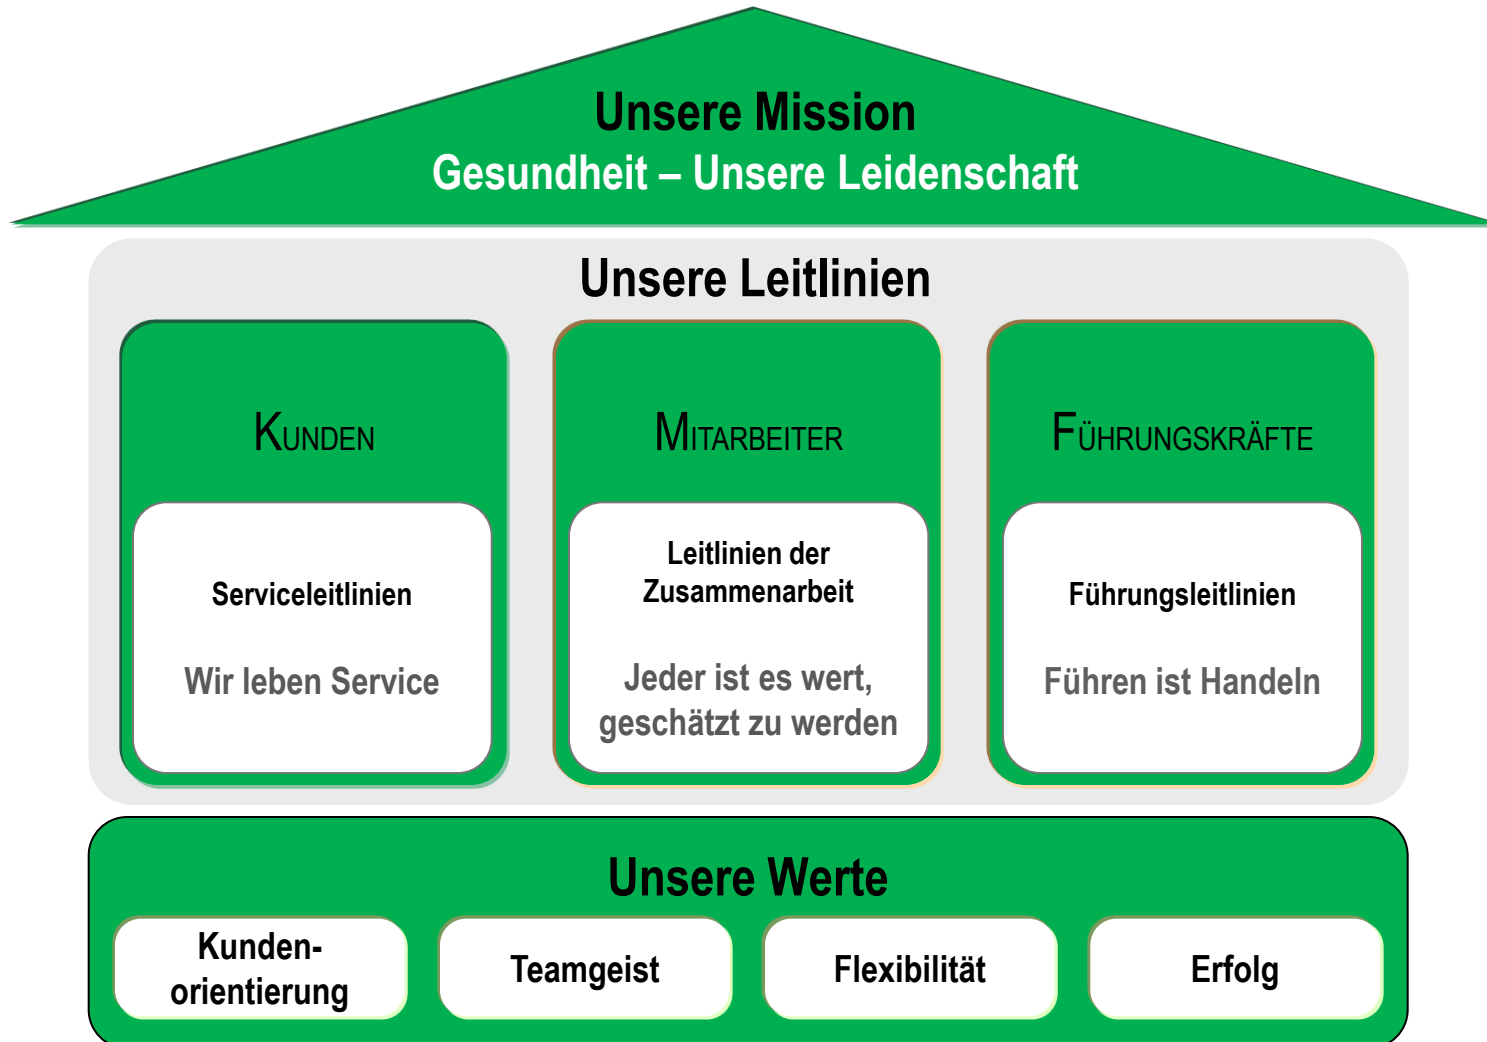 Unsere Mission
Gesundheit – Unsere Leidenschaft
Unsere Leitlinien
KUNDEN
Serviceleitlinien
Wir leben Service
MITARBEITER
Leitlinien der
Zusammenarbeit
Jeder ist es wert,
geschätzt zu werden
FÜHRUNGSKRÄFTE
Führungsleitlinien
Führen ist Handeln
Unsere Werte
Kunden-
orientierung
Teamgeist
Flexibilität
Erfolg